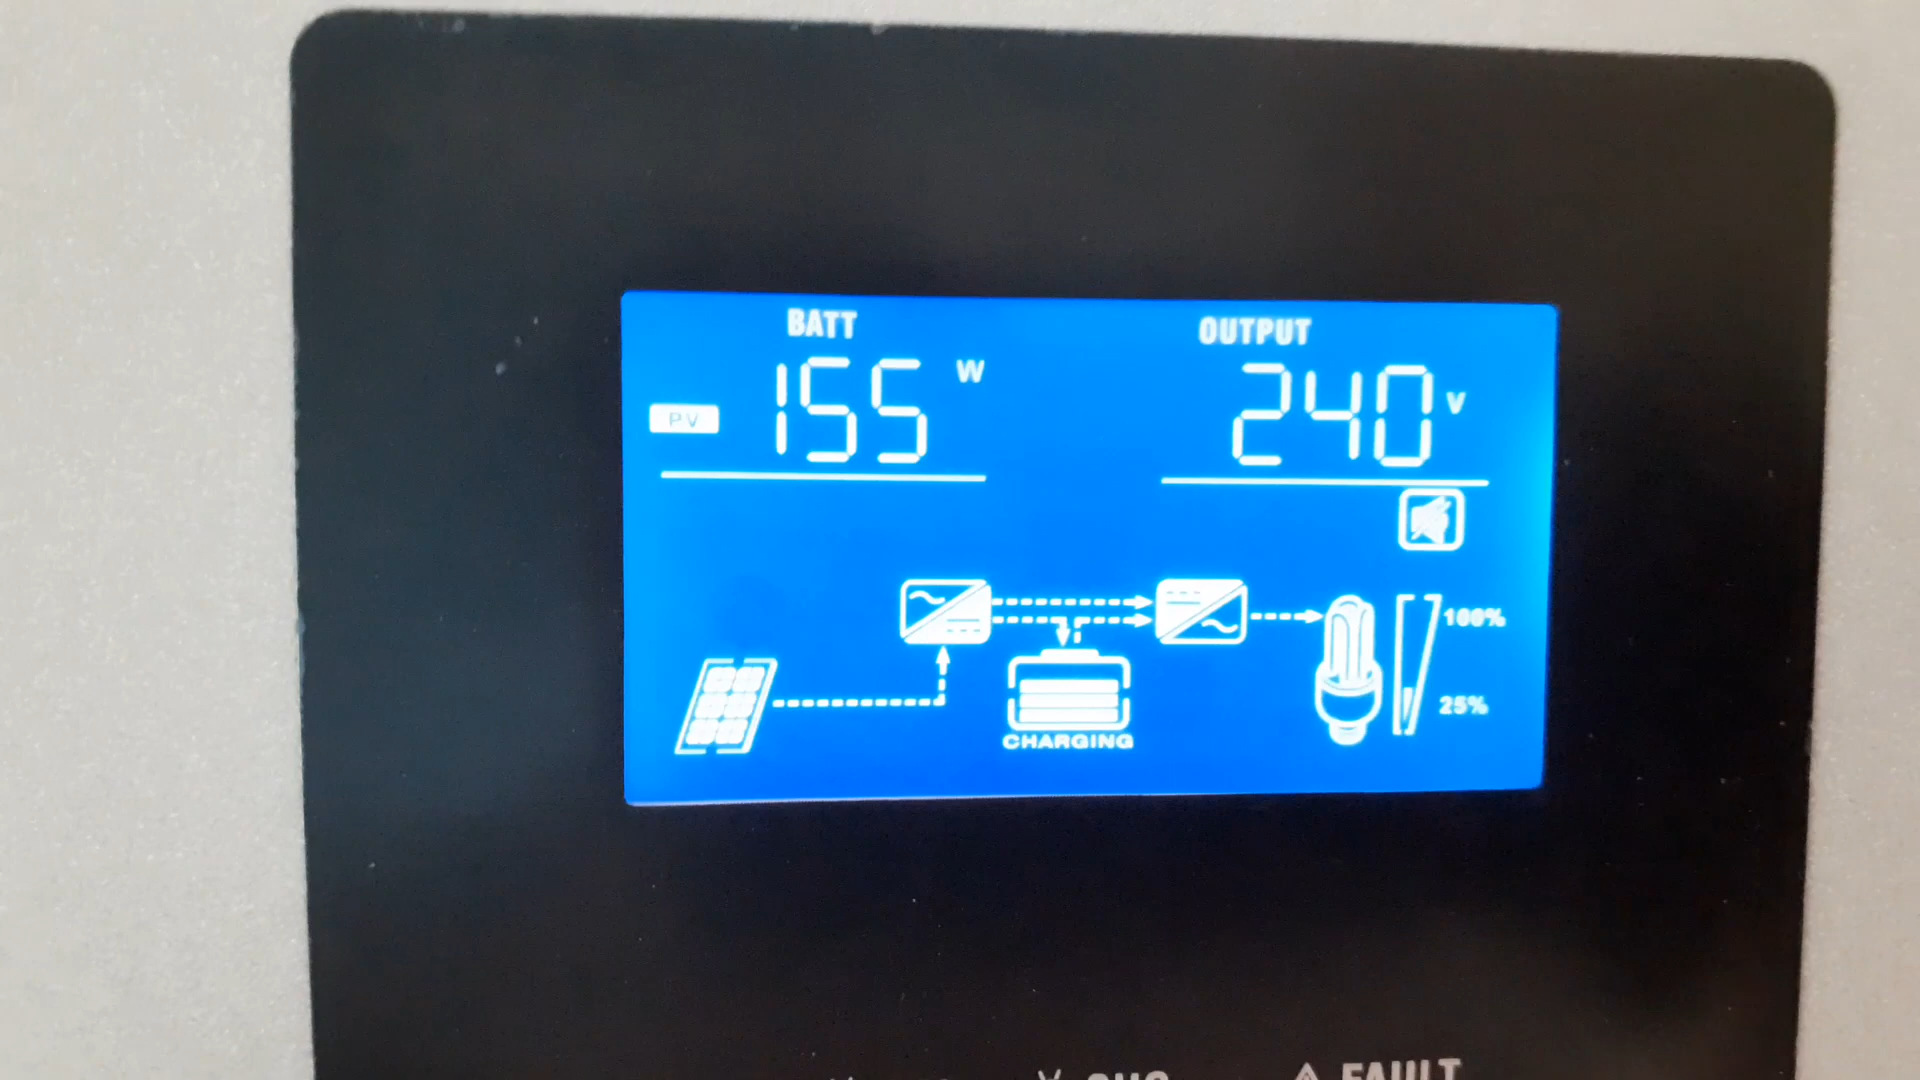 BATT OUTPUT
PV 155 W 240 V
100%
25%
CHARGING
FAULT